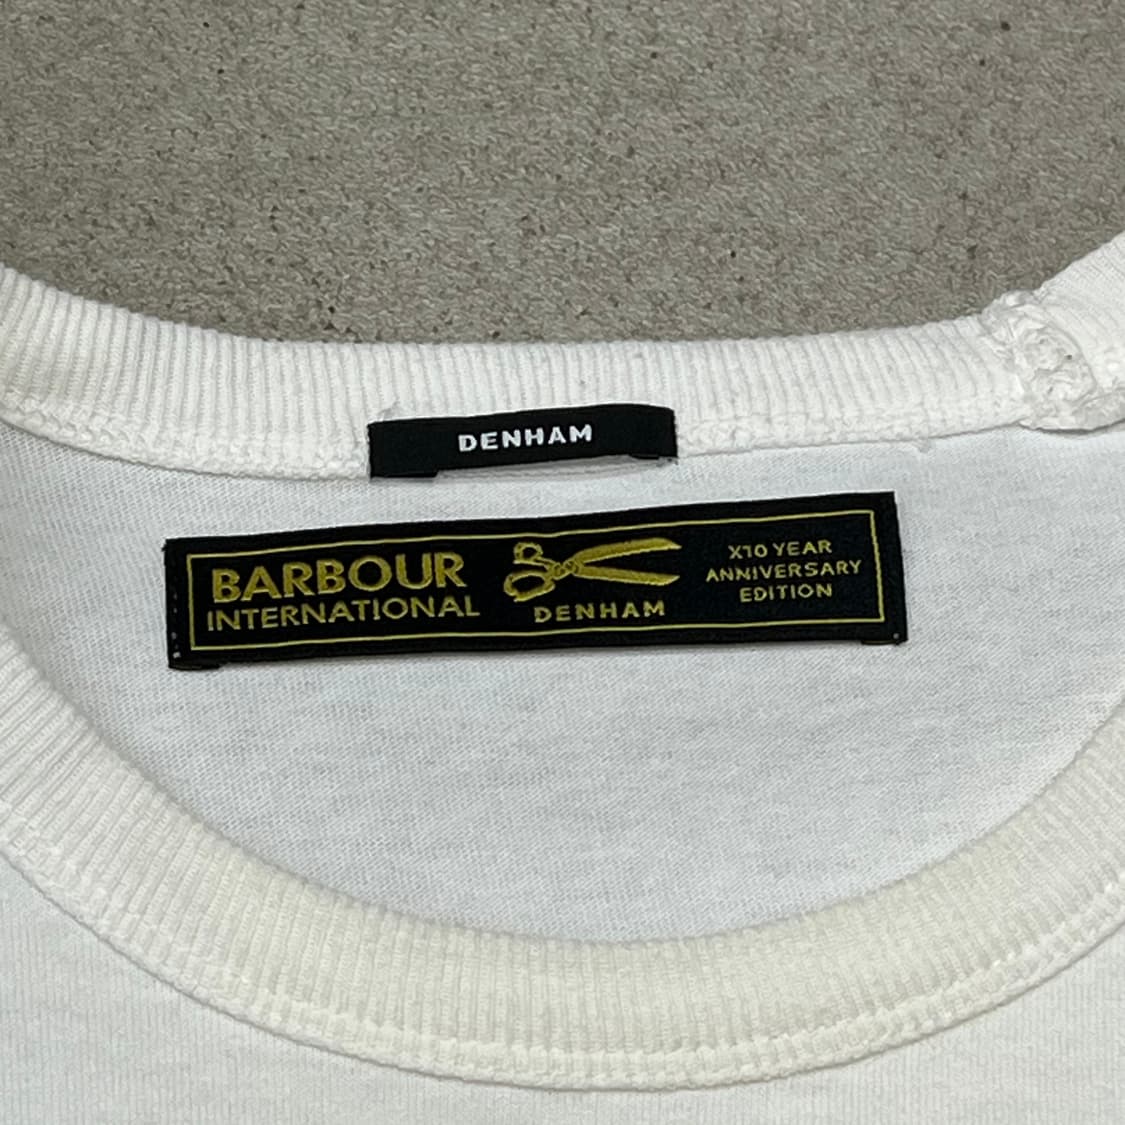 DENHAM
BARBOUR
INTERNATIONAL
DENHAM
X10 YEAR
ANNIVERSARY
EDITION